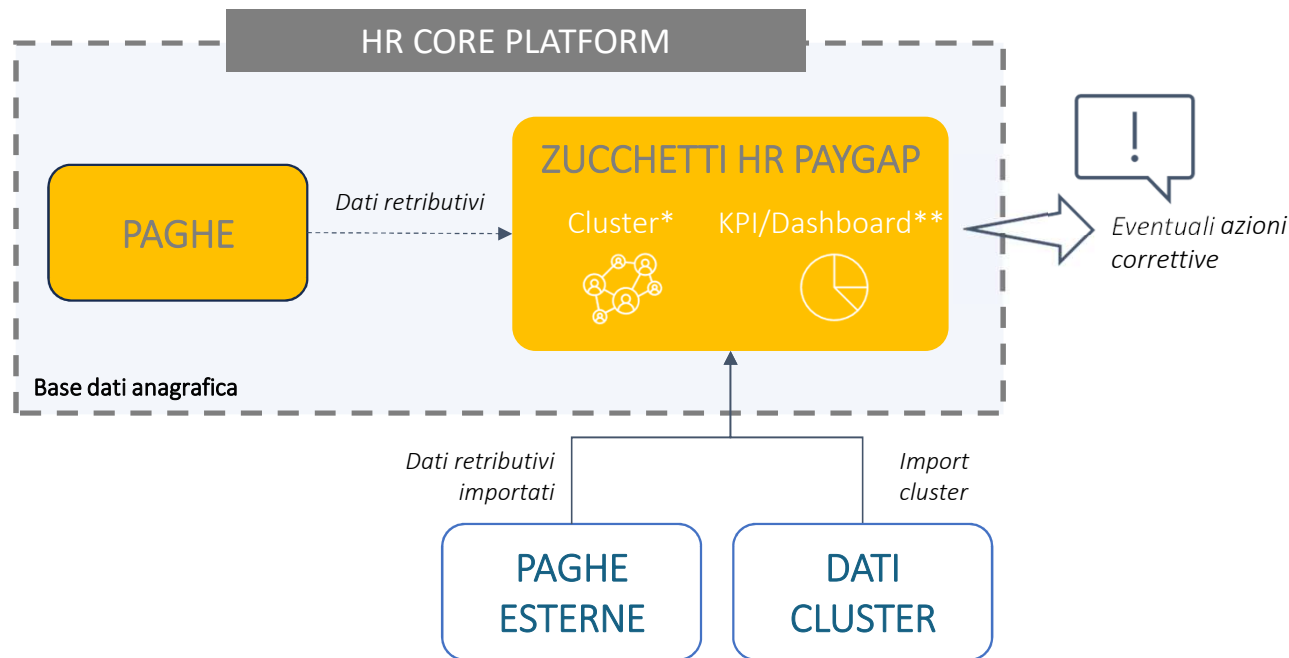 HR CORE PLATFORM
ZUCCHETTI HR PAYGAP
PAGHE
Dati retributivi
Cluster*
KPI/Dashboard**
!
Eventuali azioni
correttive
Base dati anagrafica
Dati retributivi
importati
Import
cluster
PAGHE
ESTERNE
DATI
CLUSTER